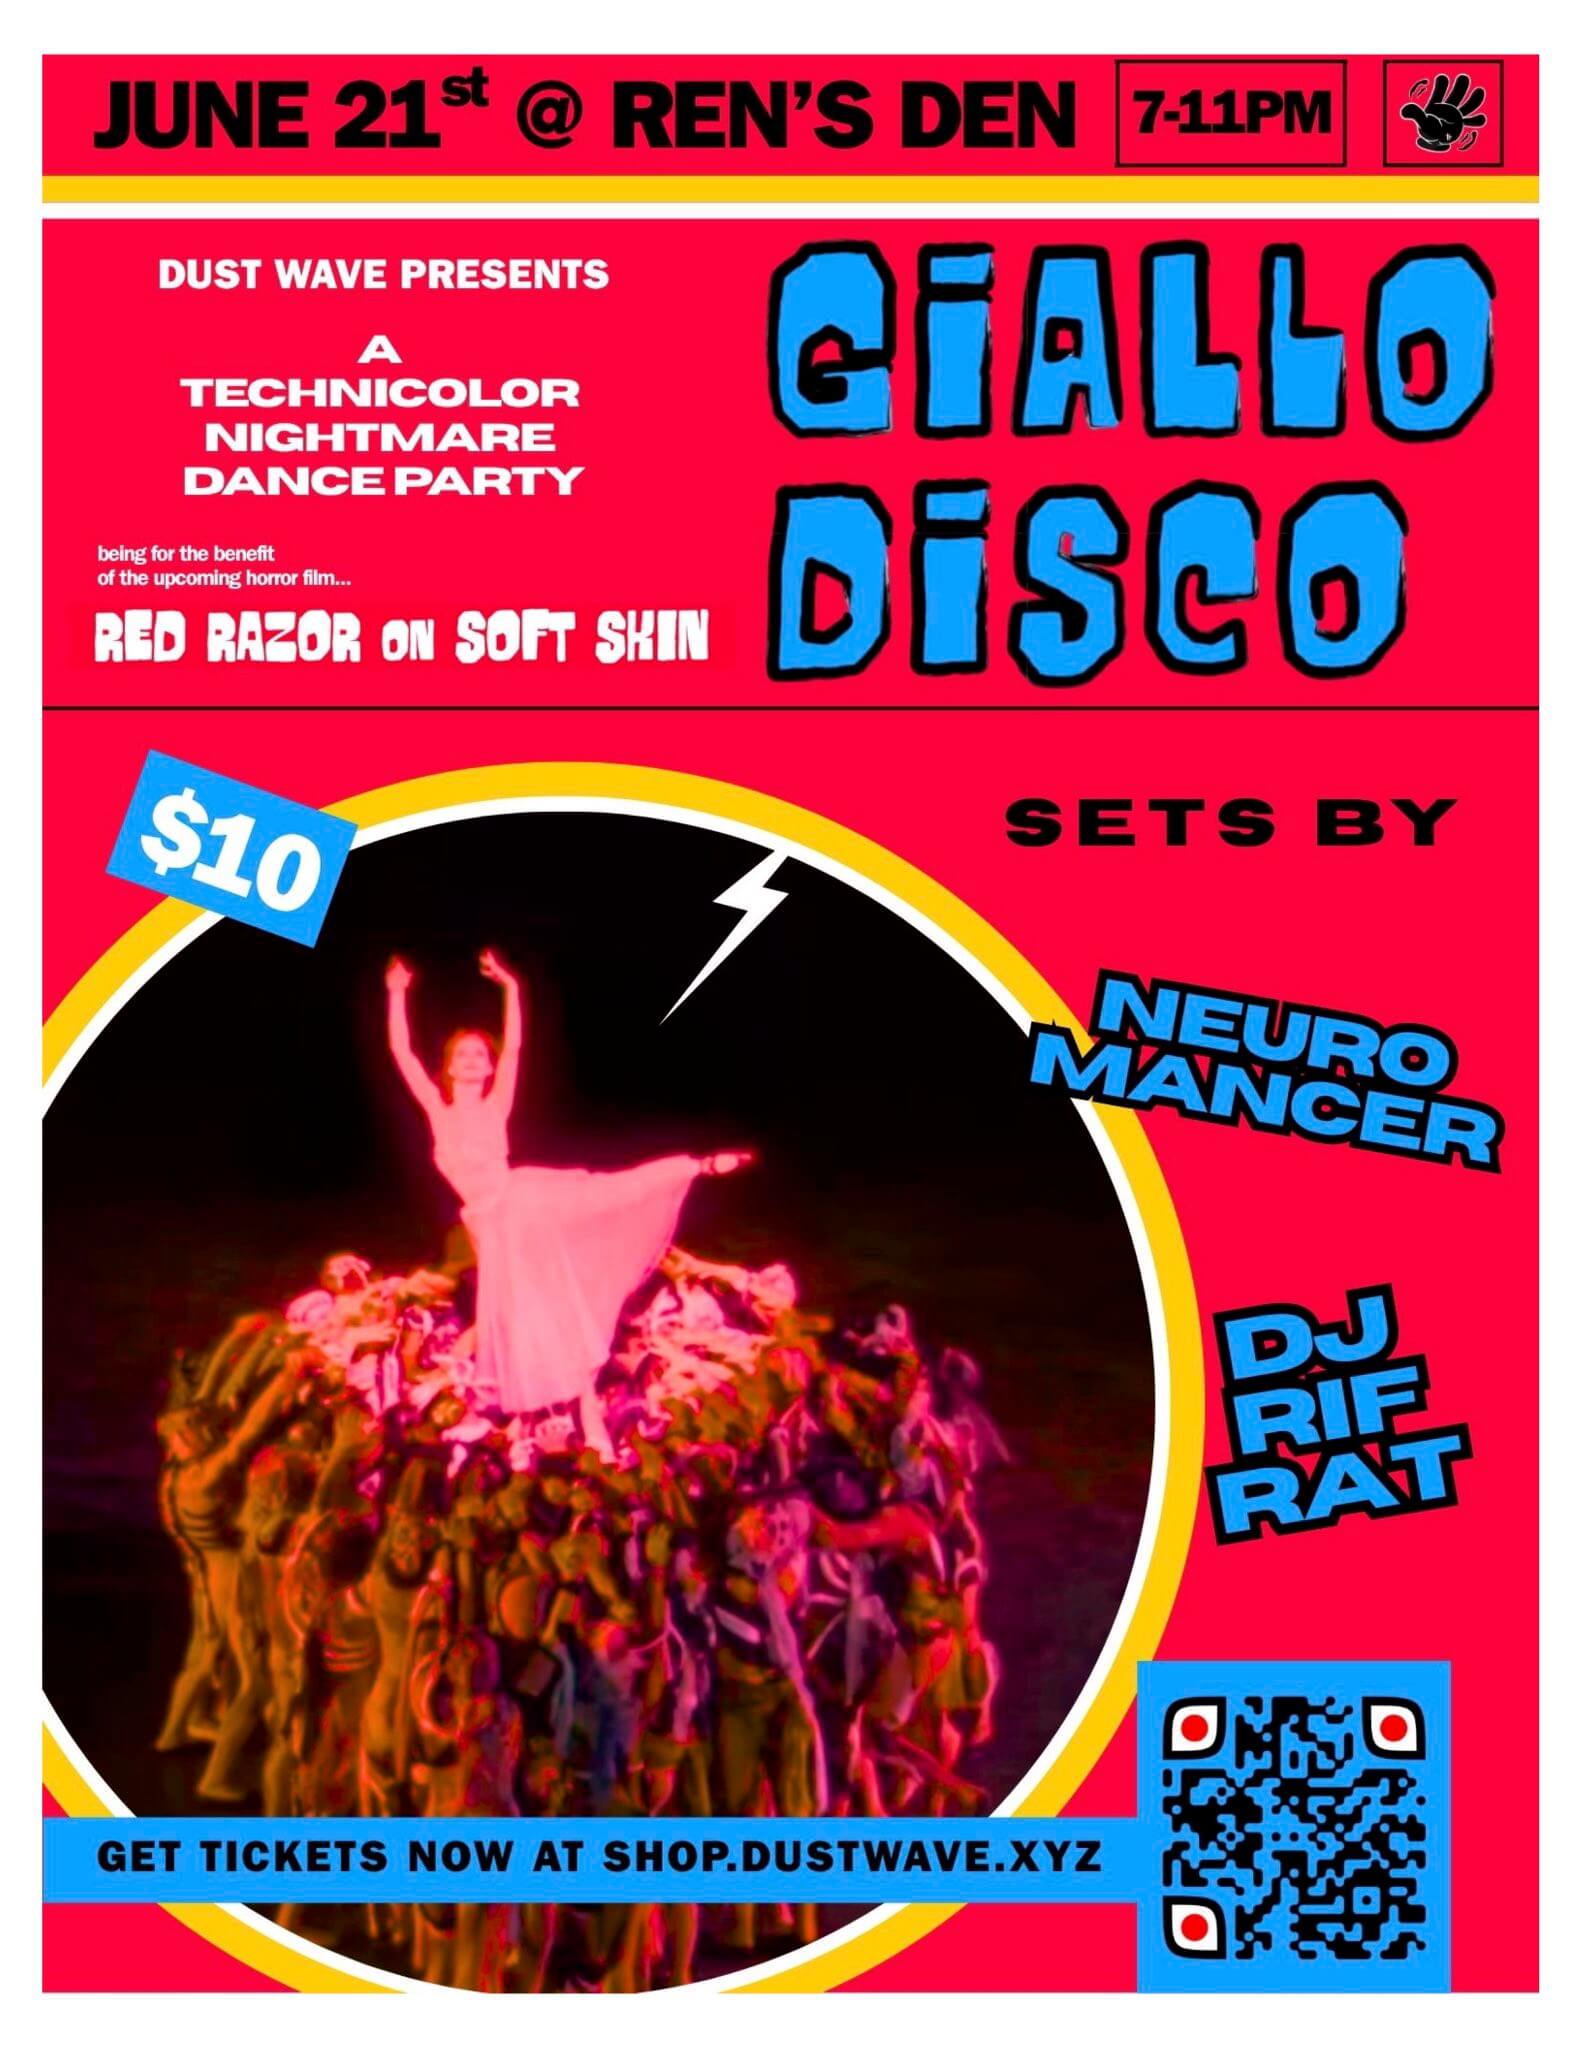 JUNE 21st @ REN'S DEN
7-11PM
DUST WAVE PRESENTS
A
TECHNICOLOR
NIGHTMARE
DANCE PARTY
being for the benefit
of the upcoming horror film...
RED RAZOR ON SOFT SKIN
GiALLO
DiSCO
$10
SETS BY
NEURO
MANCER
DJ
RIF
RAT
GET TICKETS NOW AT SHOP.DUSTWAVE.XYZ